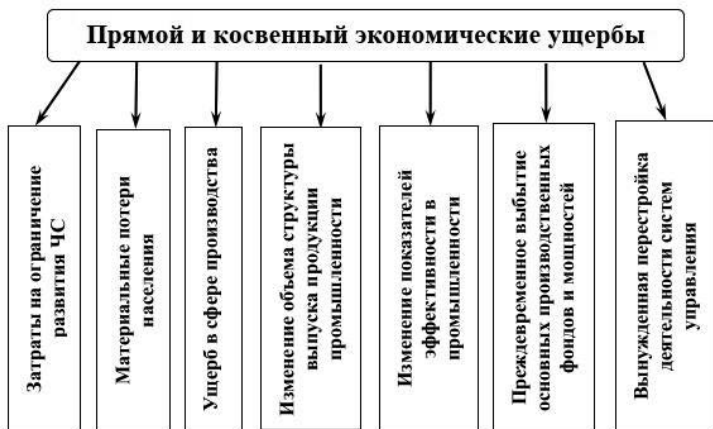 Прямой и косвенный экономические ущербы
Затраты на ограничение
развития ЧС
Материальные потери
населения
Ущерб в сфере производства
Изменение объема структуры
выпуска продукции
промышленности
Изменение показателей
эффективности в
промышленности
Преждевременное выбытие
основных производственных
фондов и мощностей
Вынужденная перестройка
деятельности систем
управления